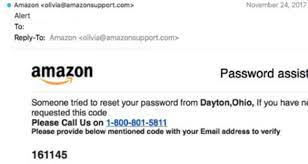 Amazon <olivia@amazonsupport.com> November 24, 2017
Alert
To:
Reply-To: Amazon <olivia@amazonsupport.com>
amazon Password assist
Someone tried to reset your password from Dayton,Ohio, If you have no
requested this code
Please Call Us on 1-800-801-5811
Please provide below mentioned code with your Email address to verify
161145